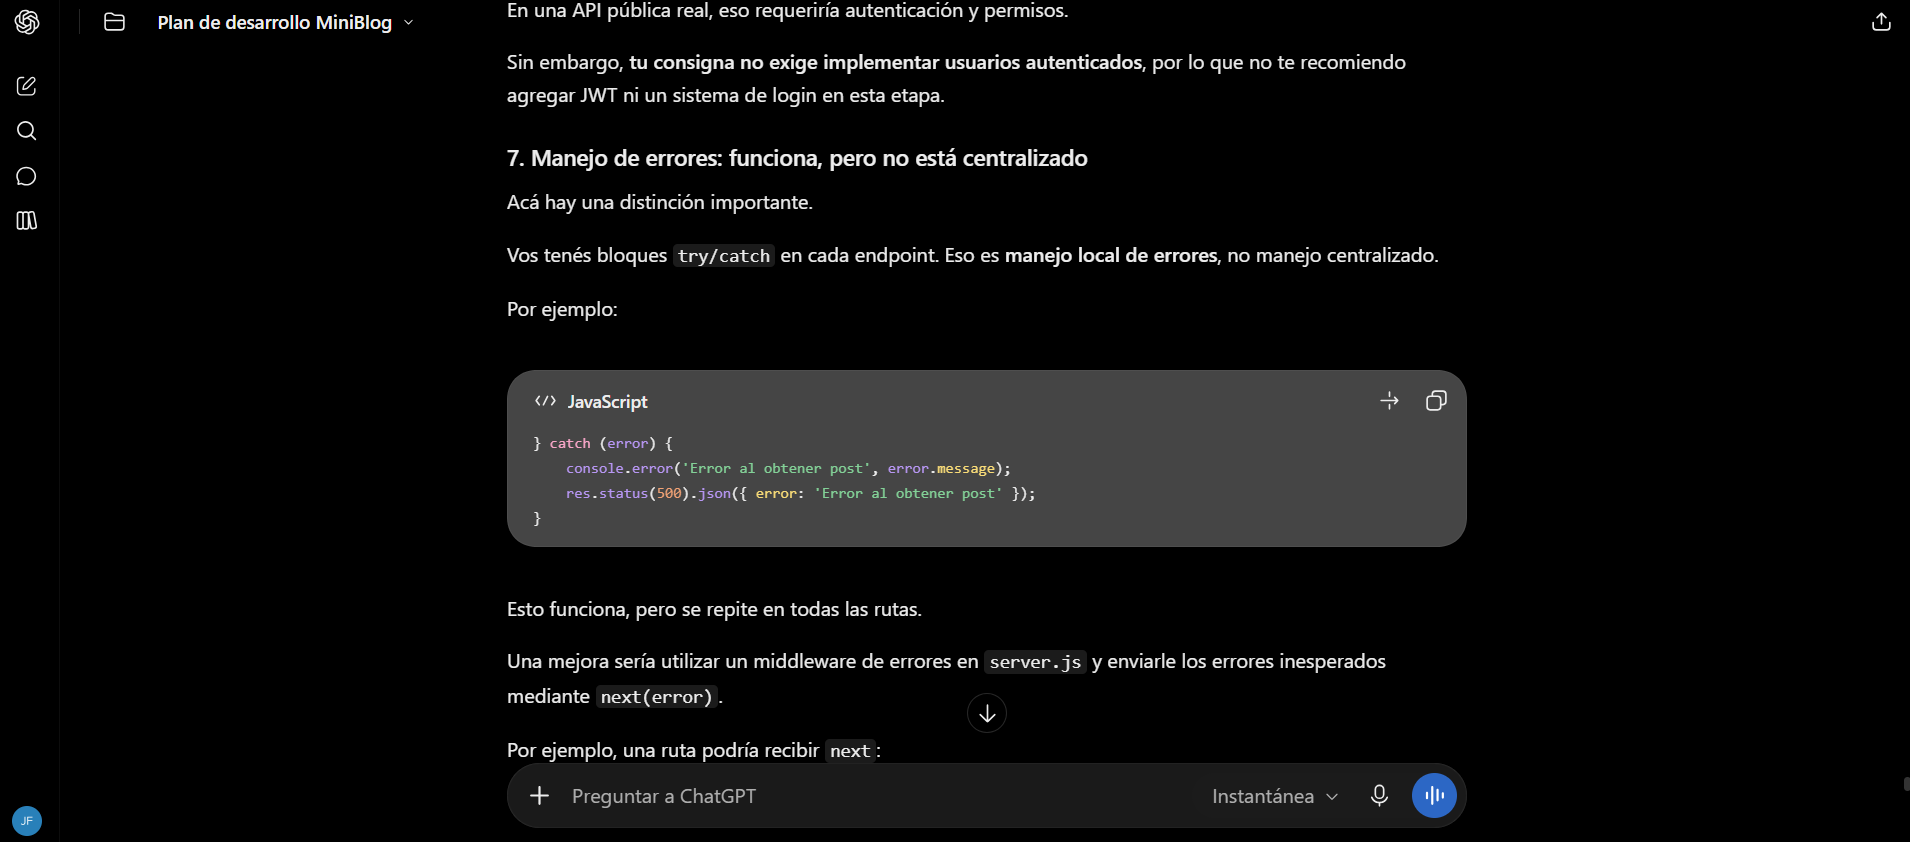 Plan de desarrollo MiniBlog
En una API pública real, eso requeriría autenticación y permisos.
Sin embargo, tu consigna no exige implementar usuarios autenticados, por lo que no te recomiendo
agregar JWT ni un sistema de login en esta etapa.
7. Manejo de errores: funciona, pero no está centralizado
Acá hay una distinción importante.
Vos tenés bloques try/catch en cada endpoint. Eso es manejo local de errores, no manejo centralizado.
Por ejemplo:
</> JavaScript
} catch (error) {
    console.error('Error al obtener post', error.message);
    res.status(500).json({ error: 'Error al obtener post' });
}
Esto funciona, pero se repite en todas las rutas.
Una mejora sería utilizar un middleware de errores en server.js y enviarle los errores inesperados
mediante next(error).
Por ejemplo, una ruta podría recibir next:
Preguntar a ChatGPT
Instantánea
JF